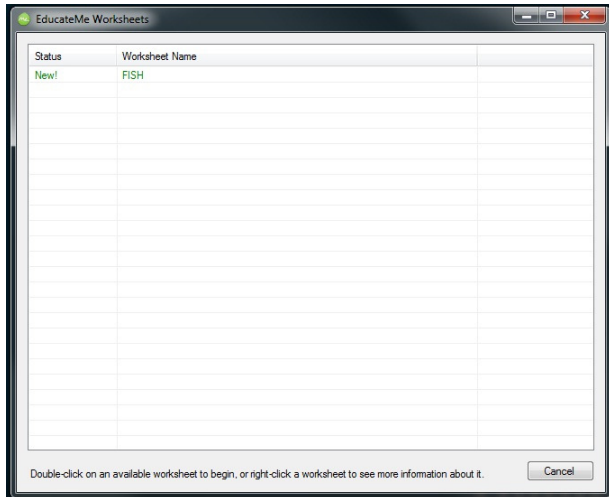 EducateMe Worksheets
Status Worksheet Name
New! FISH
Double-click on an available worksheet to begin, or right-click a worksheet to see more information about it.
Cancel